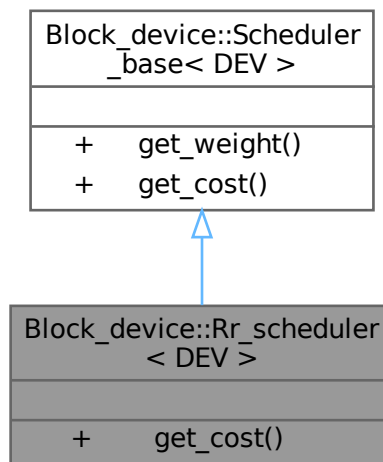 Block_device::Scheduler
_base< DEV >
+ get_weight()
+ get_cost()
Block_device::Rr_scheduler
< DEV >
+ get_cost()